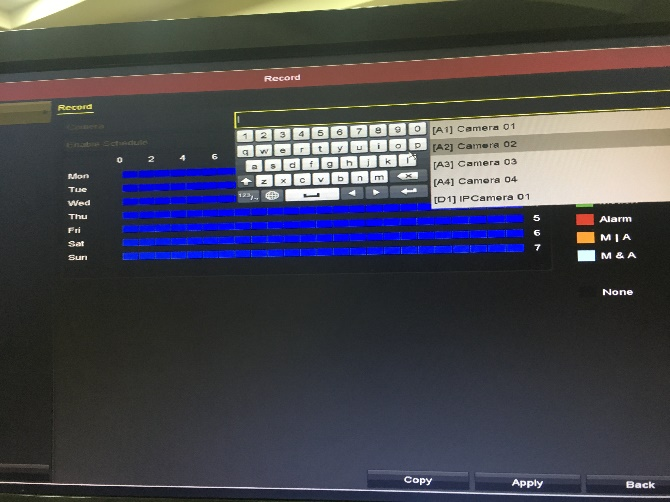 Record
Record
Camera
Enable Schedule
0 2 4 6
1 2 3 4 5 6 7 8 9 0
q w e r t y u i o p
a s d f g h j k l
z x c v b n m
[A1] Camera 01
[A2] Camera 02
[A3] Camera 03
[A4] Camera 04
[D1] IPCamera 01
Mon
Tue
Wed
Thu 5
Fri 6
Sat 7
Sun
Alarm
M | A
M & A
None
Copy Apply Back